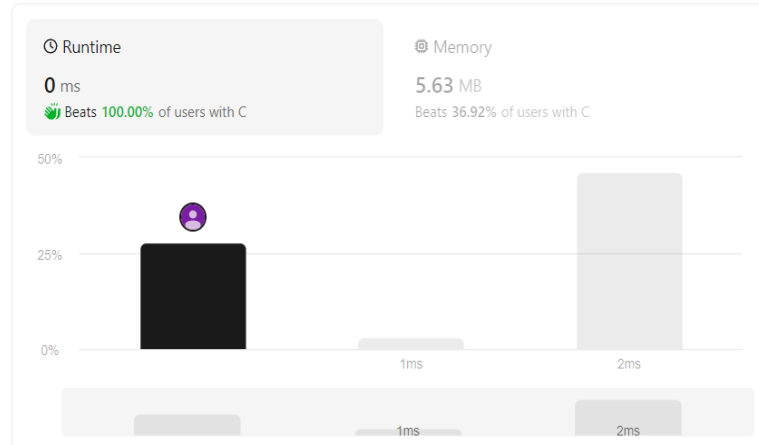 Runtime
0 ms
Beats 100.00% of users with C
Memory
5.63 MB
Beats 36.92% of users with C
50%
25%
0%
1ms
2ms
1ms
2ms